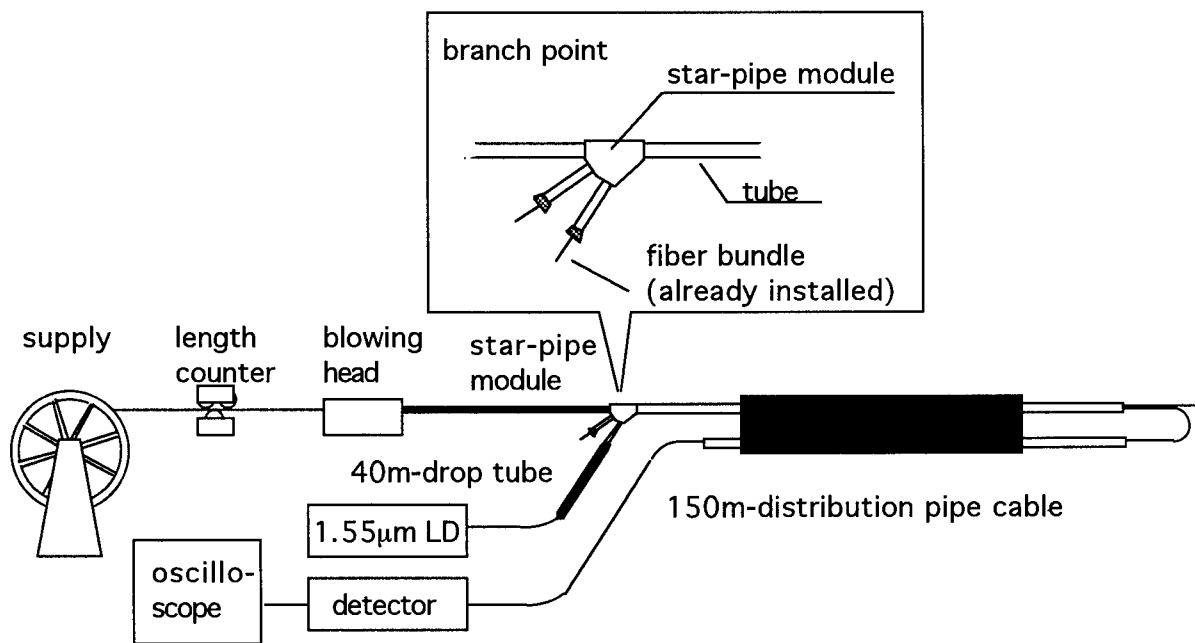 branch point
star-pipe module
tube
fiber bundle
(already installed)
supply
length
counter
blowing
head
star-pipe
module
40m-drop tube
150m-distribution pipe cable
1.55μm LD
oscillo-
scope
detector